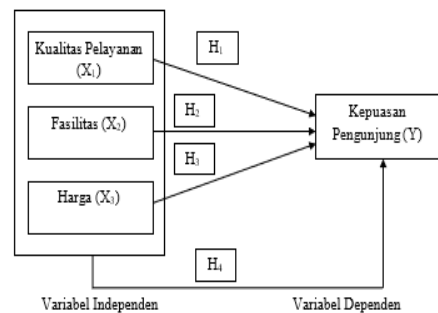 Kualitas Pelayanan
(X₁)
H₁
Fasilitas (X₂)
H₂
Kepuasan
Pengunjung (Y)
H₃
Harga (X₃)
H₄
Variabel Independen
Variabel Dependen